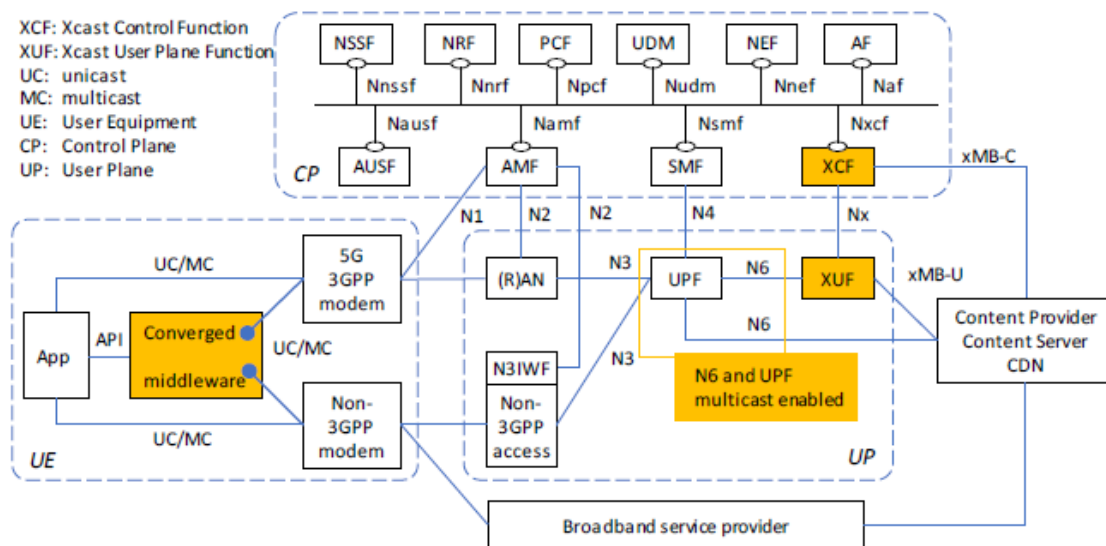 XCF: Xcast Control Function
XUF: Xcast User Plane Function
UC: unicast
MC: multicast
UE: User Equipment
CP: Control Plane
UP: User Plane
NSSF
NRF
PCF
UDM
NEF
AF
Nnssf
Nnrf
Npcf
Nudm
Nnef
Naf
Nausf
Namf
Nsmf
Nxcf
CP
AUSF
AMF
SMF
XCF
xMB-C
N1
N2
N2
N4
Nx
UC/MC
5G
3GPP
modem
(R)AN
N3
UPF
N6
XUF
xMB-U
App
API
Converged
middleware
UC/MC
N3
N6
Content Provider
Content Server
CDN
N3IWF
Non-
3GPP
access
N6 and UPF
multicast enabled
UC/MC
Non-
3GPP
modem
UE
UP
Broadband service provider